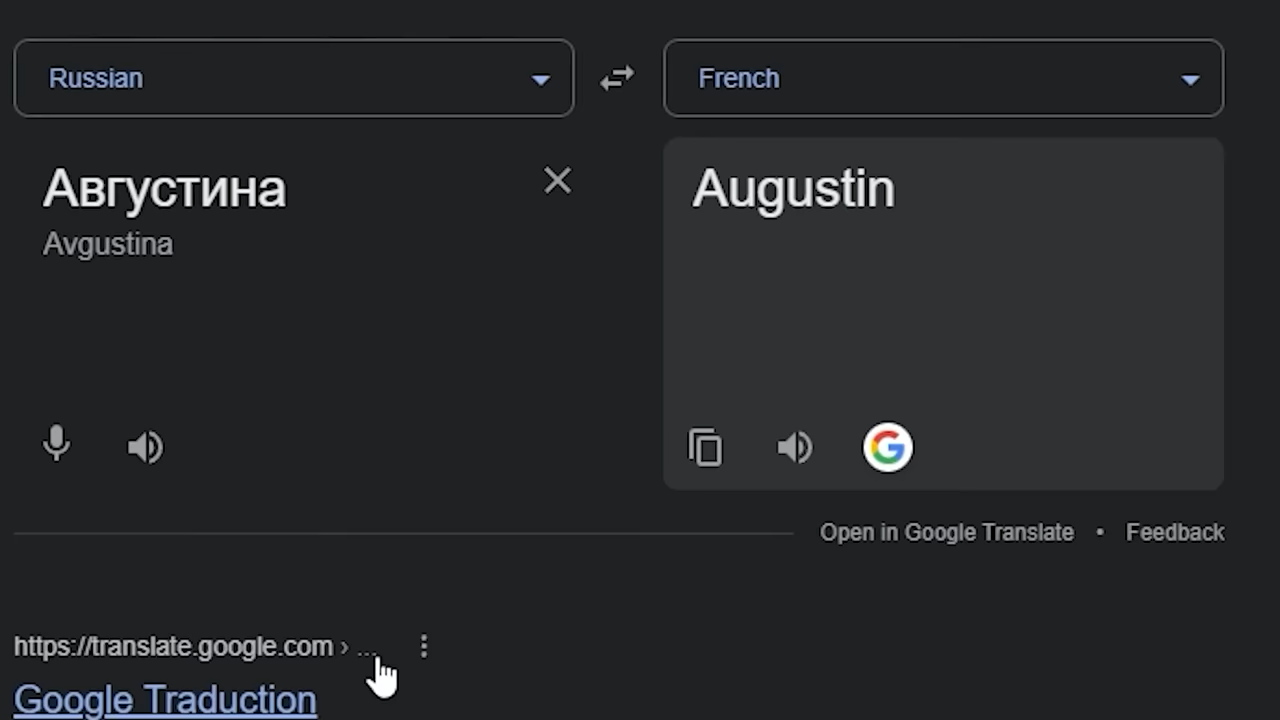 Russian
French
Августина
Avgustina
Augustin
Open in Google Translate • Feedback
https://translate.google.com › ...
Google Traduction